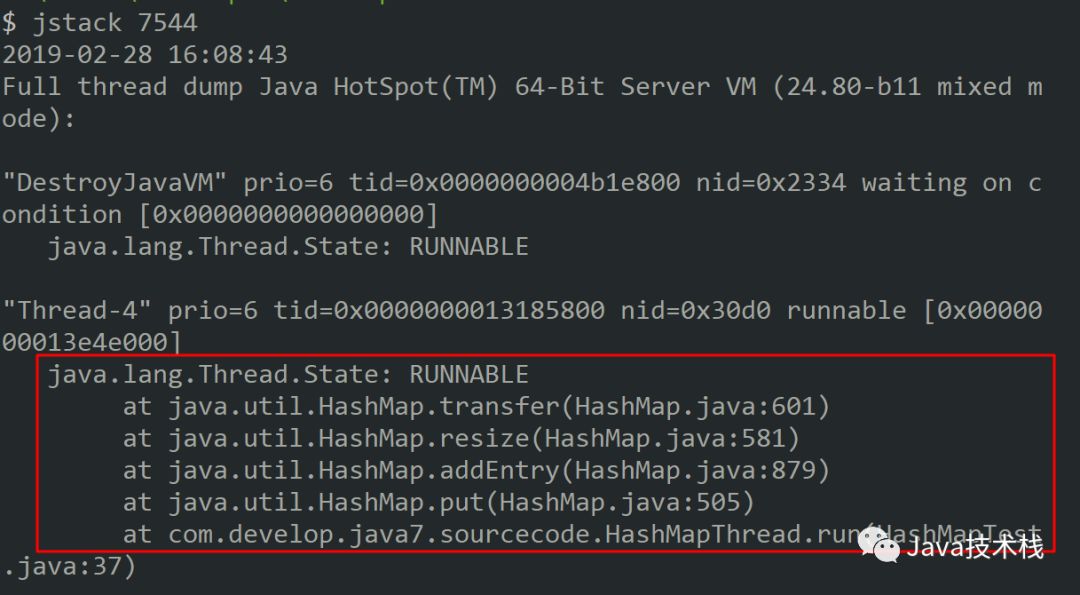 $ jstack 7544
2019-02-28 16:08:43
Full thread dump Java HotSpot(TM) 64-Bit Server VM (24.80-b11 mixed m
ode):
"DestroyJavaVM" prio=6 tid=0x0000000004b1e800 nid=0x2334 waiting on c
ondition [0x0000000000000000]
java.lang.Thread.State: RUNNABLE
"Thread-4" prio=6 tid=0x0000000013185800 nid=0x30d0 runnable [0x00000
00013e4e000]
java.lang.Thread.State: RUNNABLE
at java.util.HashMap.transfer(HashMap.java:601)
at java.util.HashMap.resize(HashMap.java:581)
at java.util.HashMap.addEntry(HashMap.java:879)
at java.util.HashMap.put(HashMap.java:505)
at com.develop.java7.sourcecode.HashMapThread.run(HashMapTest
.java:37)
Java技术栈